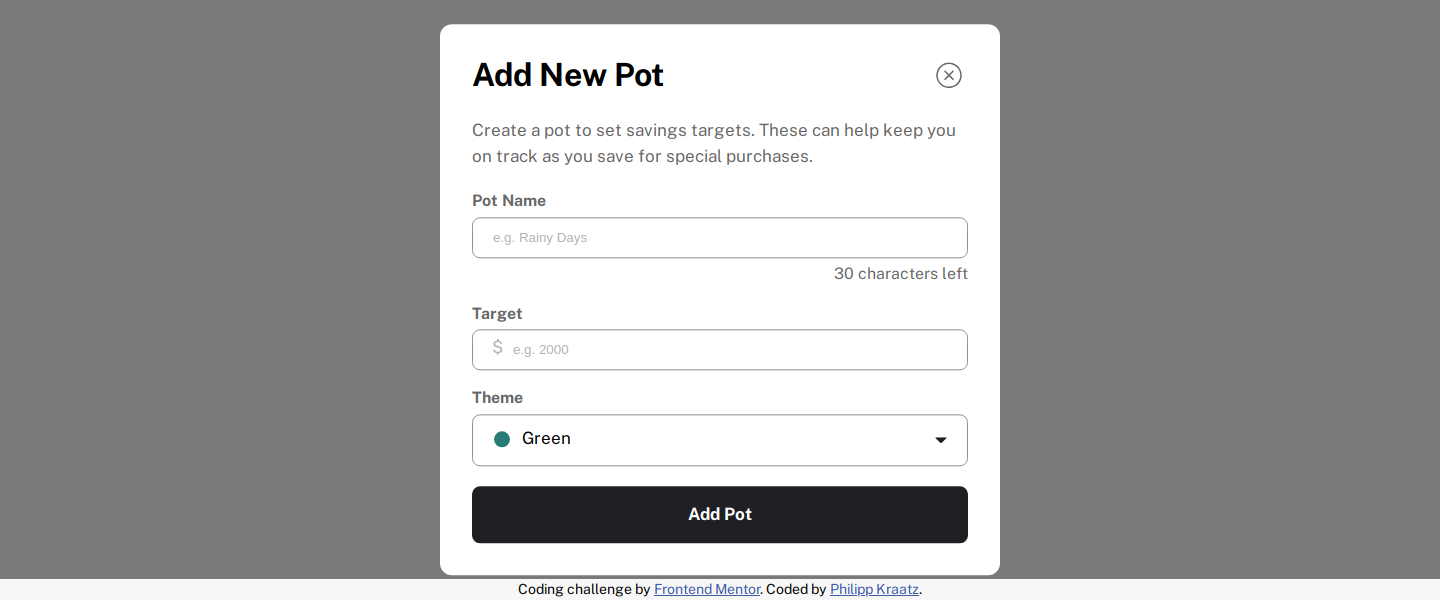 Add New Pot
Create a pot to set savings targets. These can help keep you
on track as you save for special purchases.
Pot Name
e.g. Rainy Days
30 characters left
Target
$ e.g. 2000
Theme
Green
Add Pot
Coding challenge by Frontend Mentor. Coded by Philipp Kraatz.